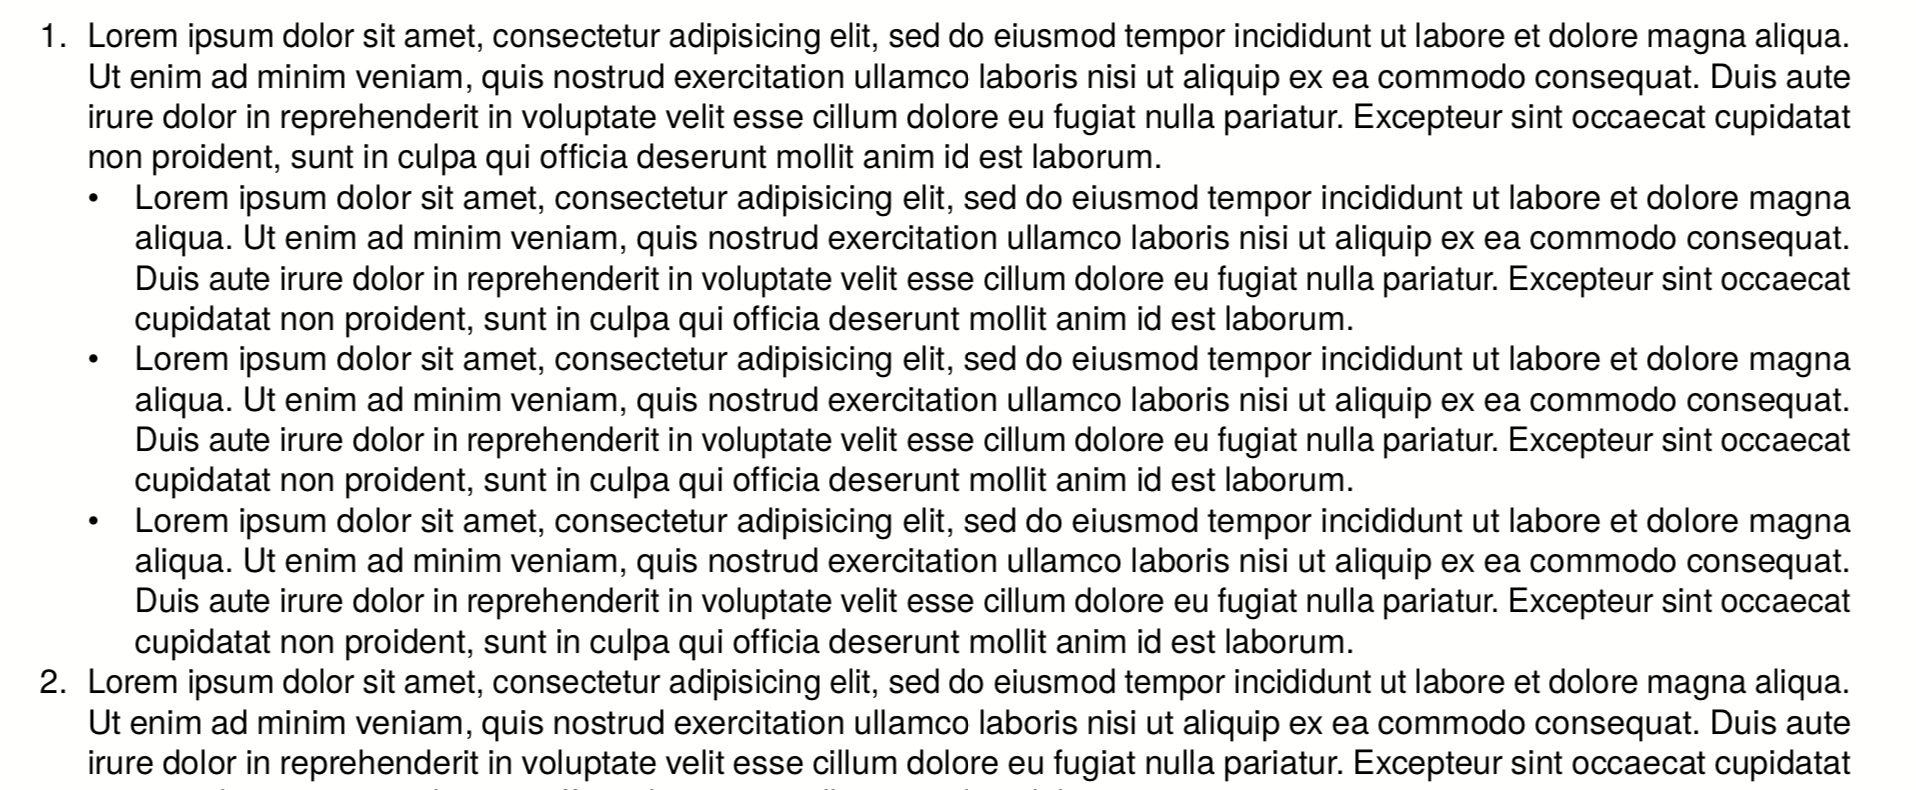 1. Lorem ipsum dolor sit amet, consectetur adipisicing elit, sed do eiusmod tempor incididunt ut labore et dolore magna aliqua.
Ut enim ad minim veniam, quis nostrud exercitation ullamco laboris nisi ut aliquip ex ea commodo consequat. Duis aute
irure dolor in reprehenderit in voluptate velit esse cillum dolore eu fugiat nulla pariatur. Excepteur sint occaecat cupidatat
non proident, sunt in culpa qui officia deserunt mollit anim id est laborum.
• Lorem ipsum dolor sit amet, consectetur adipisicing elit, sed do eiusmod tempor incididunt ut labore et dolore magna
aliqua. Ut enim ad minim veniam, quis nostrud exercitation ullamco laboris nisi ut aliquip ex ea commodo consequat.
Duis aute irure dolor in reprehenderit in voluptate velit esse cillum dolore eu fugiat nulla pariatur. Excepteur sint occaecat
cupidatat non proident, sunt in culpa qui officia deserunt mollit anim id est laborum.
• Lorem ipsum dolor sit amet, consectetur adipisicing elit, sed do eiusmod tempor incididunt ut labore et dolore magna
aliqua. Ut enim ad minim veniam, quis nostrud exercitation ullamco laboris nisi ut aliquip ex ea commodo consequat.
Duis aute irure dolor in reprehenderit in voluptate velit esse cillum dolore eu fugiat nulla pariatur. Excepteur sint occaecat
cupidatat non proident, sunt in culpa qui officia deserunt mollit anim id est laborum.
• Lorem ipsum dolor sit amet, consectetur adipisicing elit, sed do eiusmod tempor incididunt ut labore et dolore magna
aliqua. Ut enim ad minim veniam, quis nostrud exercitation ullamco laboris nisi ut aliquip ex ea commodo consequat.
Duis aute irure dolor in reprehenderit in voluptate velit esse cillum dolore eu fugiat nulla pariatur. Excepteur sint occaecat
cupidatat non proident, sunt in culpa qui officia deserunt mollit anim id est laborum.
2. Lorem ipsum dolor sit amet, consectetur adipisicing elit, sed do eiusmod tempor incididunt ut labore et dolore magna aliqua.
Ut enim ad minim veniam, quis nostrud exercitation ullamco laboris nisi ut aliquip ex ea commodo consequat. Duis aute
irure dolor in reprehenderit in voluptate velit esse cillum dolore eu fugiat nulla pariatur. Excepteur sint occaecat cupidatat